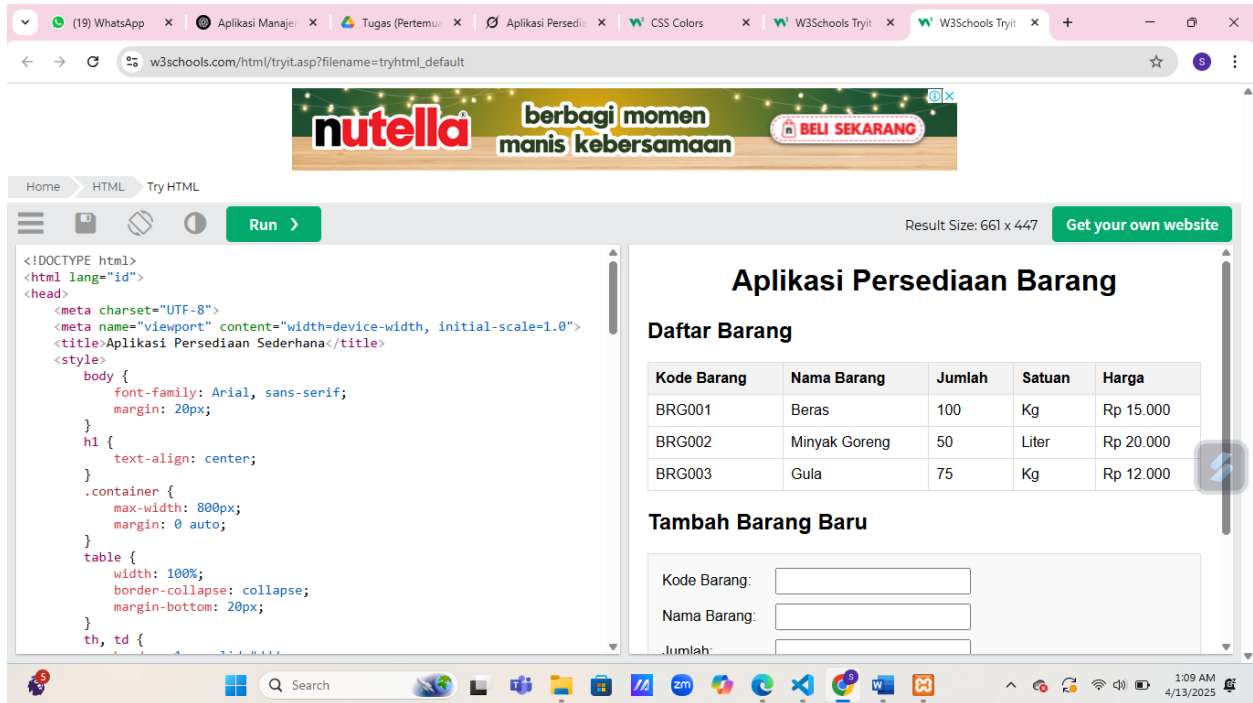 (19) WhatsApp
Aplikasi Manajer
Tugas (Pertemua
Aplikasi Persedia
CSS Colors
W3Schools Tryit
W3Schools Tryit
w3schools.com/html/tryit.asp?filename=tryhtml_default
S
nutella
berbagi momen
manis kebersamaan
BELI SEKARANG
Home
HTML
Try HTML
Run ❯
Result Size: 661 x 447
Get your own website
<!DOCTYPE html>
<html lang="id">
<head>
    <meta charset="UTF-8">
    <meta name="viewport" content="width=device-width, initial-scale=1.0">
    <title>Aplikasi Persediaan Sederhana</title>
    <style>
        body {
            font-family: Arial, sans-serif;
            margin: 20px;
        }
        h1 {
            text-align: center;
        }
        .container {
            max-width: 800px;
            margin: 0 auto;
        }
        table {
            width: 100%;
            border-collapse: collapse;
            margin-bottom: 20px;
        }
        th, td {
Aplikasi Persediaan Barang
Daftar Barang
Kode Barang Nama Barang Jumlah Satuan Harga
BRG001 Beras 100 Kg Rp 15.000
BRG002 Minyak Goreng 50 Liter Rp 20.000
BRG003 Gula 75 Kg Rp 12.000
Tambah Barang Baru
Kode Barang:
Nama Barang:
Jumlah:
5
Search
zm
S
1:09 AM
4/13/2025